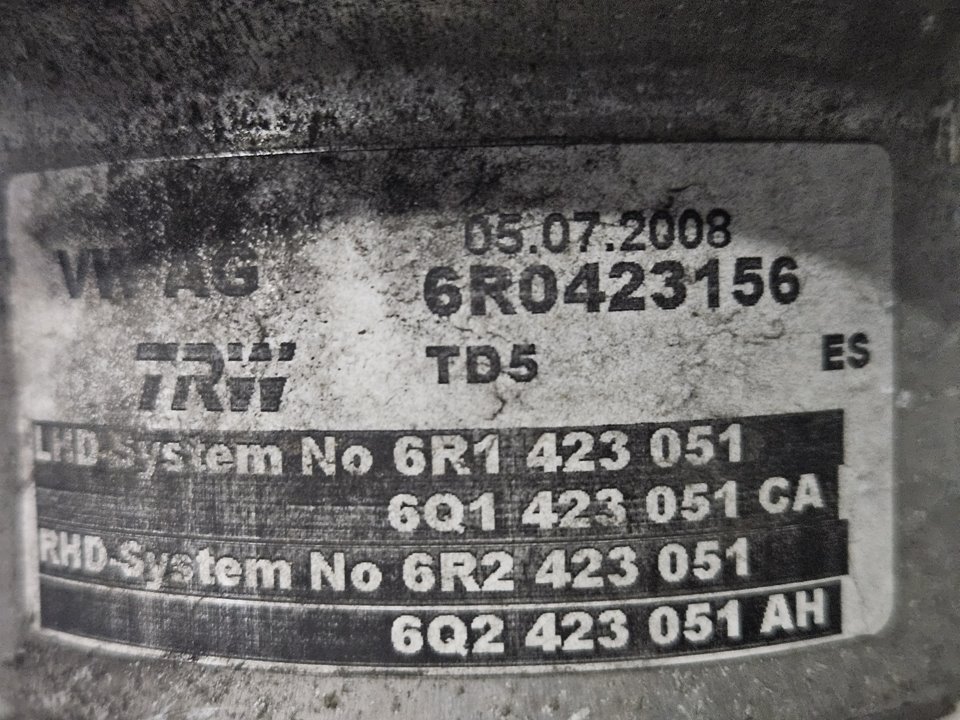 05.07.2008
VW AG 6R0423156
TRW TD5 ES
LHD-System No 6R1 423 051
6Q1 423 051 CA
RHD-System No 6R2 423 051
6Q2 423 051 AH